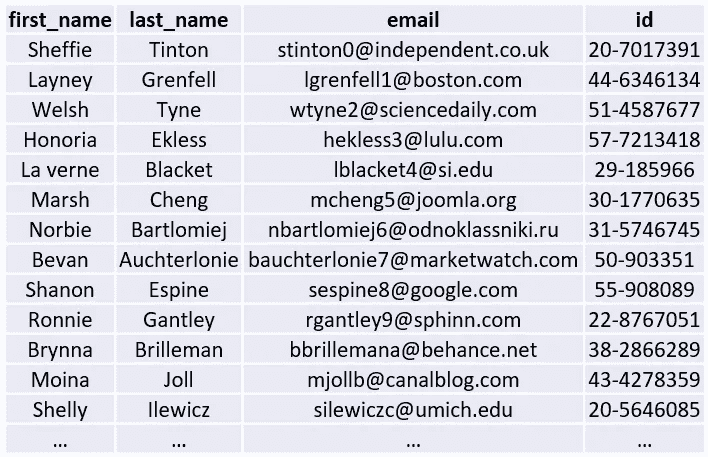 first_name last_name email id
Sheffie Tinton stinton0@independent.co.uk 20-7017391
Layney Grenfell lgrenfell1@boston.com 44-6346134
Welsh Tyne wtyne2@sciencedaily.com 51-4587677
Honoria Ekless hekless3@lulu.com 57-7213418
La verne Blacket lblacket4@si.edu 29-185966
Marsh Cheng mcheng5@joomla.org 30-1770635
Norbie Bartlomiej nbartlomiej6@odnoklassniki.ru 31-5746745
Bevan Auchterlonie bauchterlonie7@marketwatch.com 50-903351
Shanon Espine sespine8@google.com 55-908089
Ronnie Gantley rgantley9@sphinn.com 22-8767051
Brynna Brilleman bbrillemana@behance.net 38-2866289
Moina Joll mjollb@canalblog.com 43-4278359
Shelly Ilewicz silewiczc@umich.edu 20-5646085
... ... ... ...